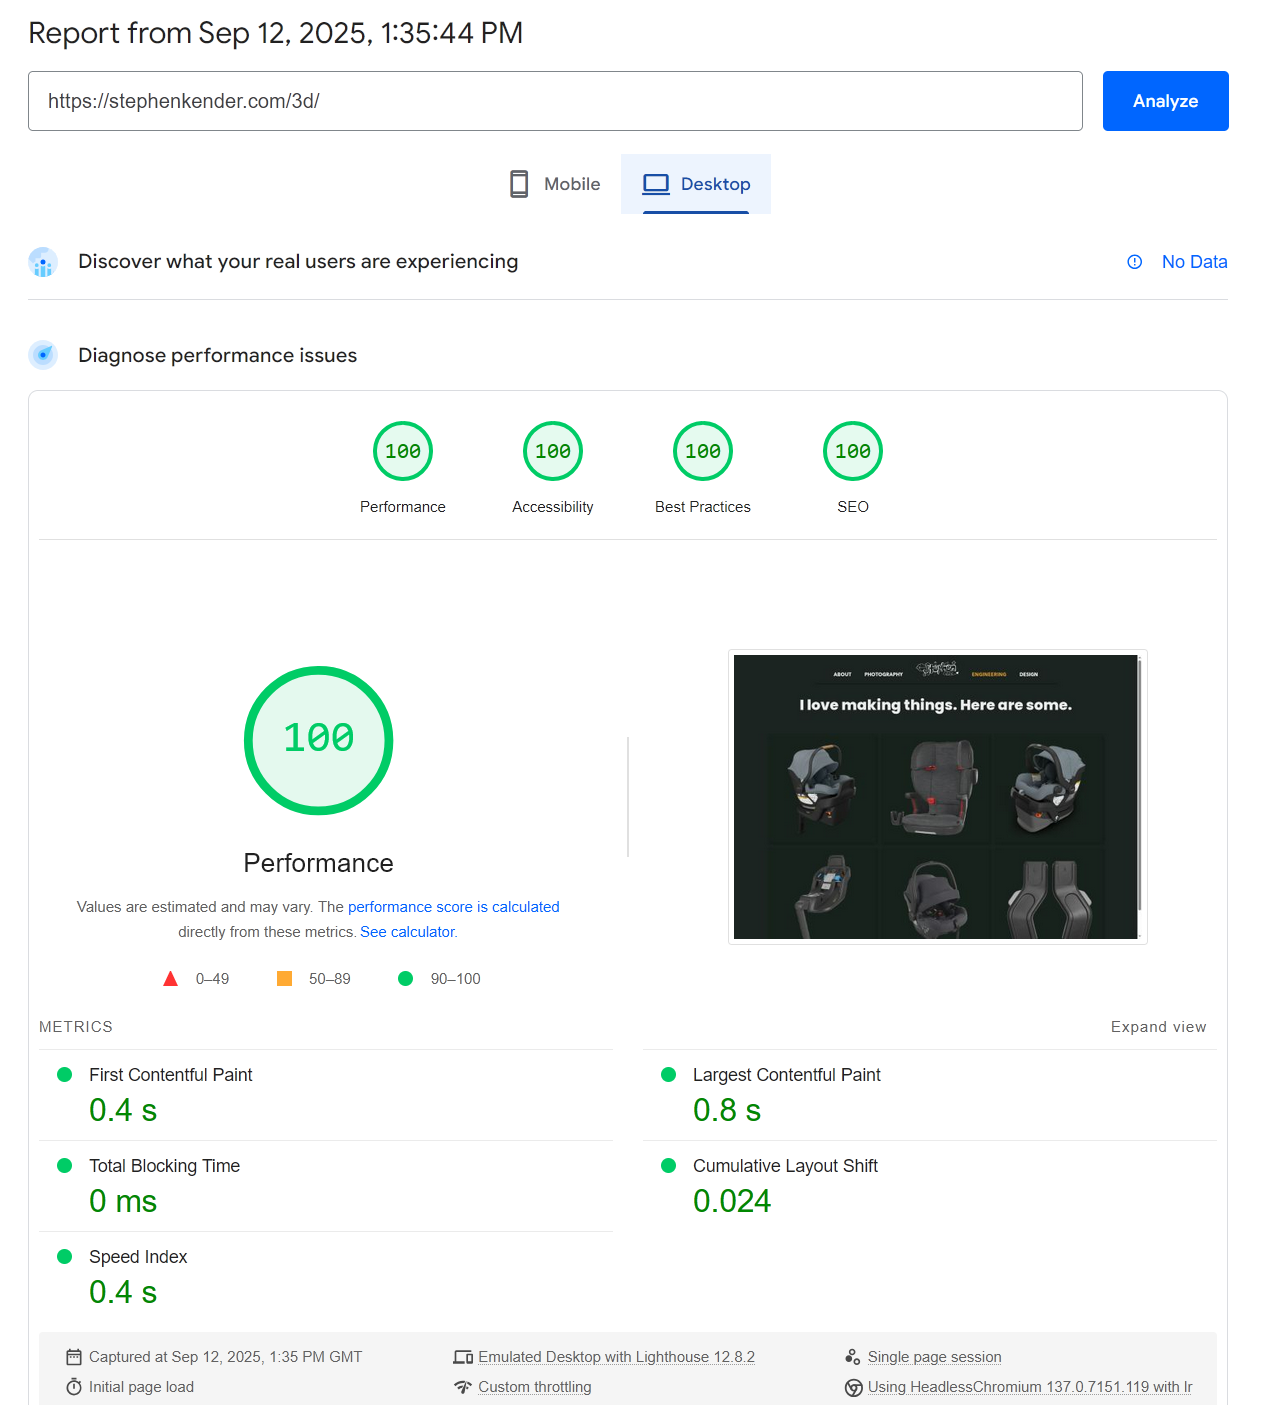 Report from Sep 12, 2025, 1:35:44 PM
https://stephenkender.com/3d/
Analyze
Mobile
Desktop
Discover what your real users are experiencing
No Data
Diagnose performance issues
100
100
100
100
Performance
Accessibility
Best Practices
SEO
100
Performance
Values are estimated and may vary. The performance score is calculated
directly from these metrics. See calculator.
0–49
50–89
90–100
ABOUT
PHOTOGRAPHY
ENGINEERING
DESIGN
I love making things. Here are some.
METRICS
Expand view
First Contentful Paint
0.4 s
Largest Contentful Paint
0.8 s
Total Blocking Time
0 ms
Cumulative Layout Shift
0.024
Speed Index
0.4 s
Captured at Sep 12, 2025, 1:35 PM GMT
Emulated Desktop with Lighthouse 12.8.2
Single page session
Initial page load
Custom throttling
Using HeadlessChromium 137.0.7151.119 with lr